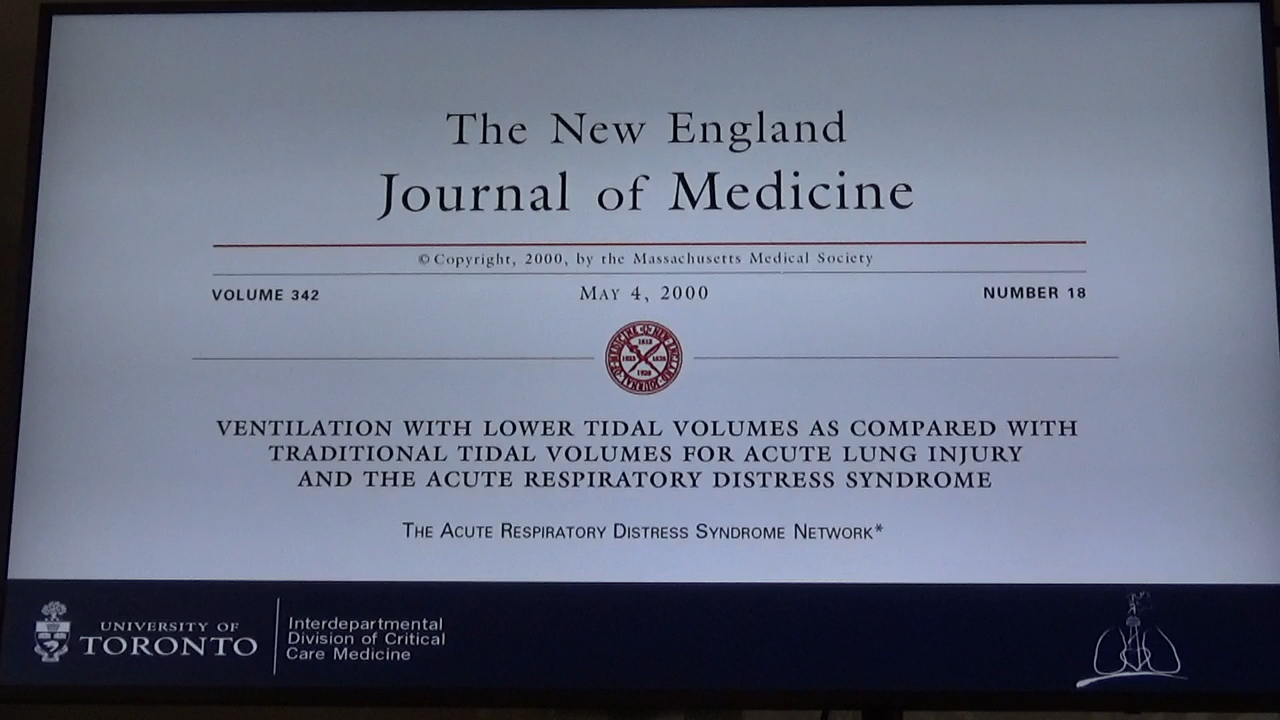 The New England
Journal of Medicine
©Copyright, 2000, by the Massachusetts Medical Society
VOLUME 342
MAY 4, 2000
NUMBER 18
VENTILATION WITH LOWER TIDAL VOLUMES AS COMPARED WITH
TRADITIONAL TIDAL VOLUMES FOR ACUTE LUNG INJURY
AND THE ACUTE RESPIRATORY DISTRESS SYNDROME
THE ACUTE RESPIRATORY DISTRESS SYNDROME NETWORK*
UNIVERSITY OF
TORONTO
Interdepartmental
Division of Critical
Care Medicine